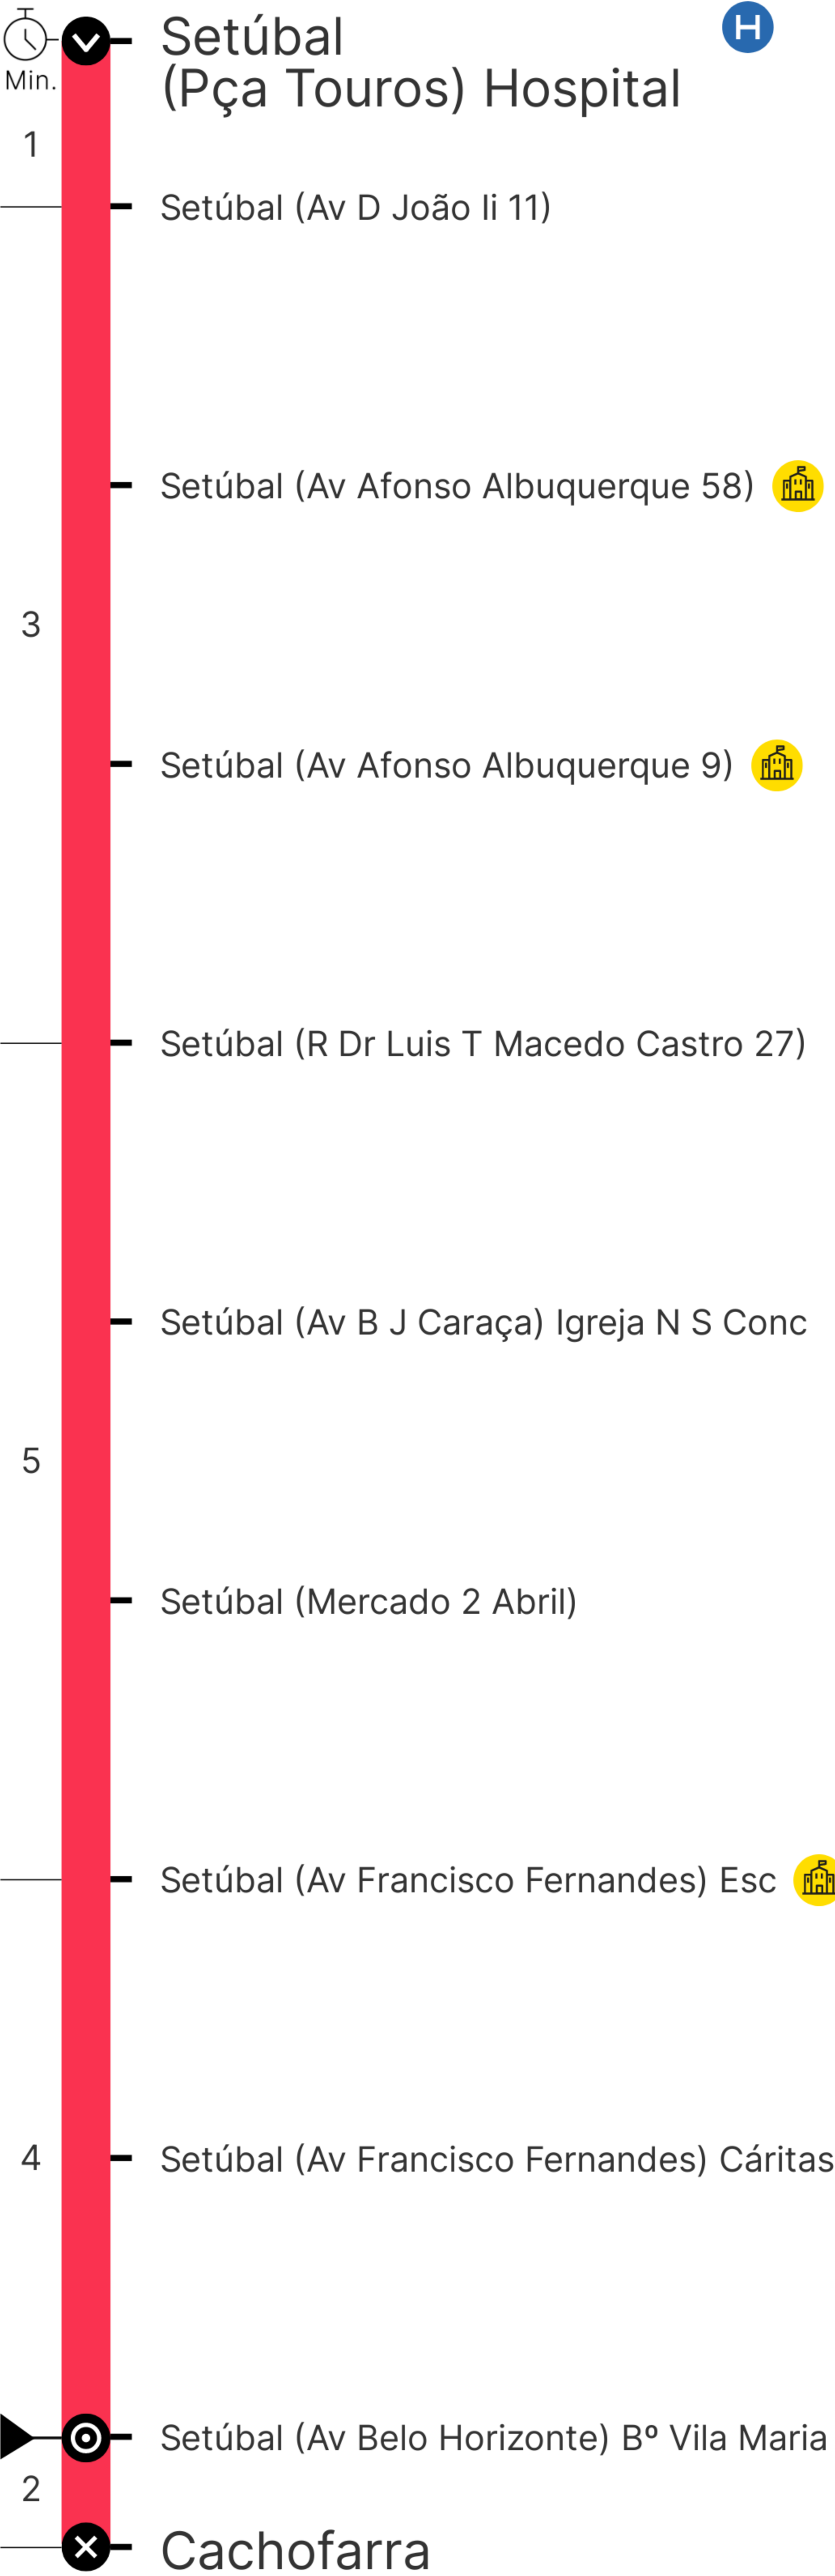 Setúbal
(Pça Touros) Hospital
H
Min.
1
Setúbal (Av D João Ii 11)
Setúbal (Av Afonso Albuquerque 58)
3
Setúbal (Av Afonso Albuquerque 9)
Setúbal (R Dr Luis T Macedo Castro 27)
Setúbal (Av B J Caraça) Igreja N S Conc
5
Setúbal (Mercado 2 Abril)
Setúbal (Av Francisco Fernandes) Esc
4
Setúbal (Av Francisco Fernandes) Cáritas
Setúbal (Av Belo Horizonte) Bº Vila Maria
2
Cachofarra